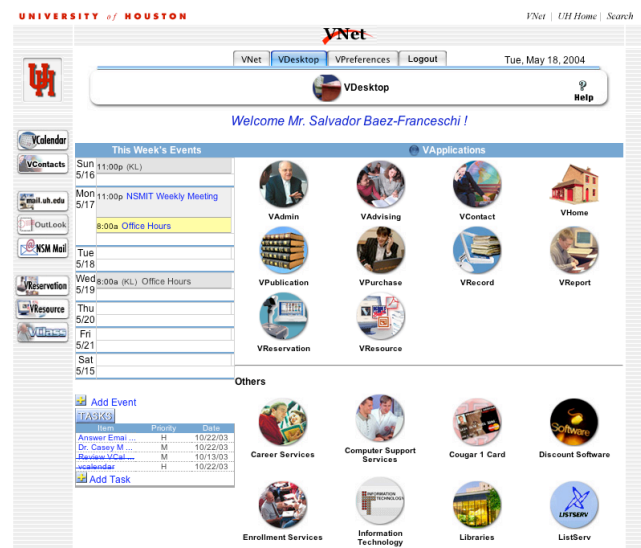 UNIVERSITY of HOUSTON
VNet | UH Home | Search
VNet
VNet VDesktop VPreferences Logout
Tue, May 18, 2004
VDesktop
?
Help
Welcome Mr. Salvador Baez-Franceschi !
VCalendar
VContacts
mail.uh.edu
OutLook
NSM Mail
VReservation
VResource
VClass
This Week's Events
Sun 11:00p (KL)
5/16
Mon 11:00p NSMIT Weekly Meeting
5/17
8:00a Office Hours
Tue
5/18
Wed 8:00a (KL) Office Hours
5/19
Thu
5/20
Fri
5/21
Sat
5/15
Add Event
TASKS
Item Priority Date
Answer Emai ... H 10/22/03
Dr. Casey M ... M 10/22/03
Review VCal ... M 10/13/03
vcalendar H 10/22/03
Add Task
VApplications
VAdmin VAdvising VContact VHome
VPublication VPurchase VRecord VReport
VReservation VResource
Others
Career Services
Computer Support
Services
Cougar 1 Card
Software
Discount Software
Enrollment Services
INFORMATION
TECHNOLOGY
Information
Technology
Libraries
LISTSERV
ListServ